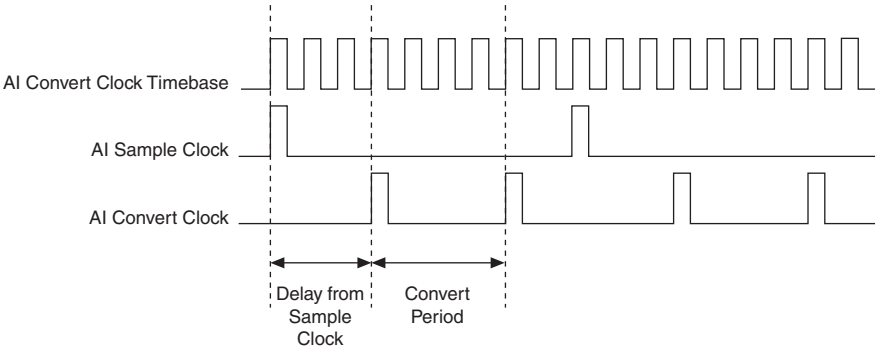 AI Convert Clock Timebase
AI Sample Clock
AI Convert Clock
Delay from
Sample
Clock
Convert
Period